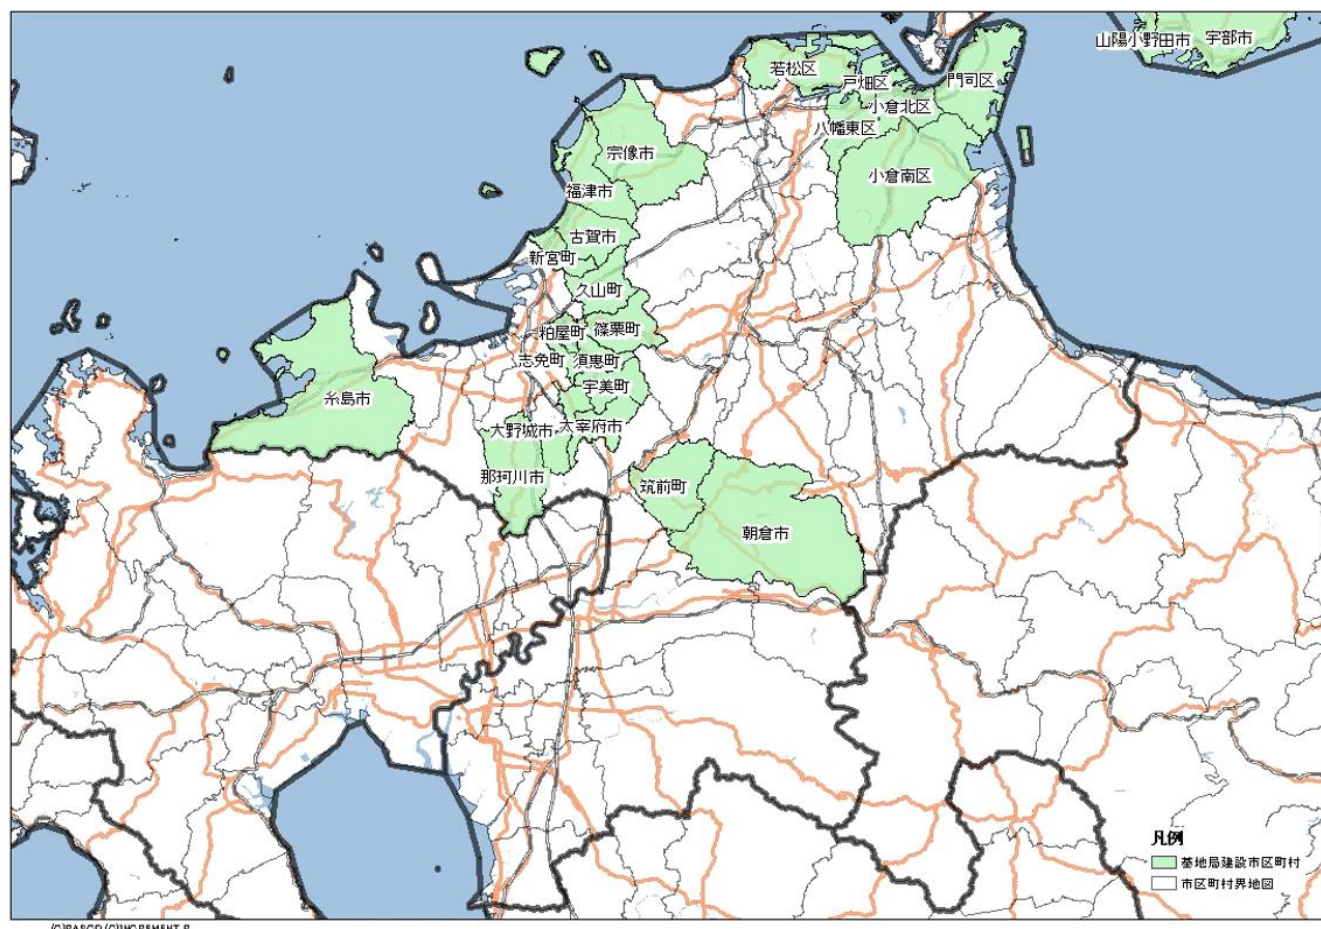 山陽小野田市
宇部市
若松区
戸畑区
門司区
小倉北区
八幡東区
宗像市
小倉南区
福津市
古賀市
新宮町
久山町
粕屋町
篠栗町
志免町
須恵町
宇美町
糸島市
大野城市
太宰府市
那珂川市
筑前町
朝倉市
凡例
基地局建設市区町村
市区町村界地図
(C)PASCO (C)INCREMENT P